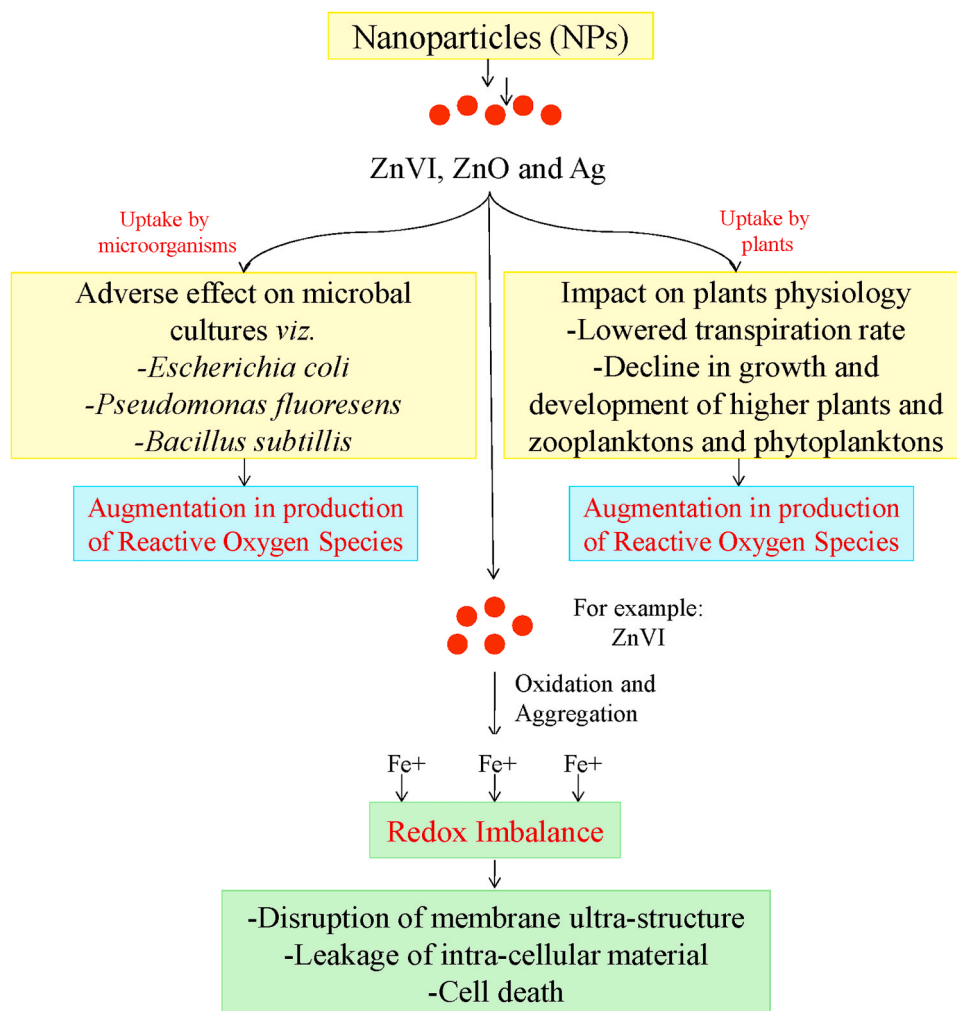 Nanoparticles (NPs)
ZnVI, ZnO and Ag
Uptake by
microorganisms
Uptake by
plants
Adverse effect on microbal
cultures viz.
-Escherichia coli
-Pseudomonas fluoresens
-Bacillus subtillis
Impact on plants physiology
-Lowered transpiration rate
-Decline in growth and
development of higher plants and
zooplanktons and phytoplanktons
Augmentation in production
of Reactive Oxygen Species
Augmentation in production
of Reactive Oxygen Species
For example:
ZnVI
Oxidation and
Aggregation
Fe+ Fe+ Fe+
Redox Imbalance
-Disruption of membrane ultra-structure
-Leakage of intra-cellular material
-Cell death